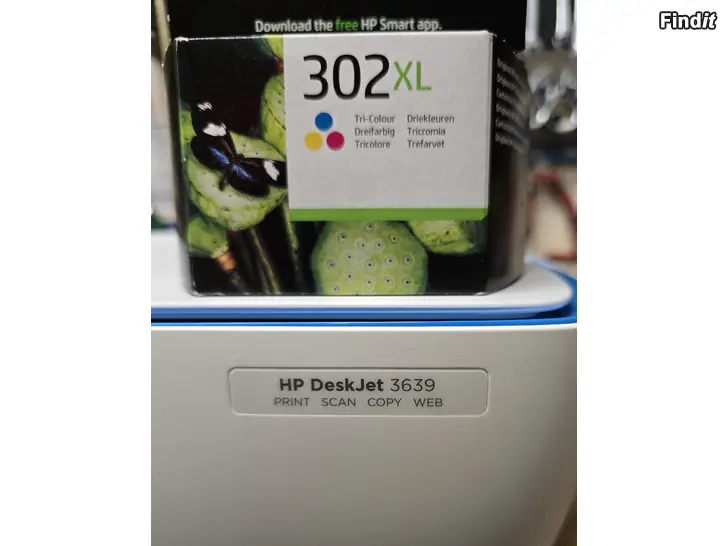 Findit
Download the free HP Smart app.
302XL
Tri-Colour Driekleuren
Dreifarbig Tricromia
Tricolore Trefarvet
HP DeskJet 3639
PRINT SCAN COPY WEB